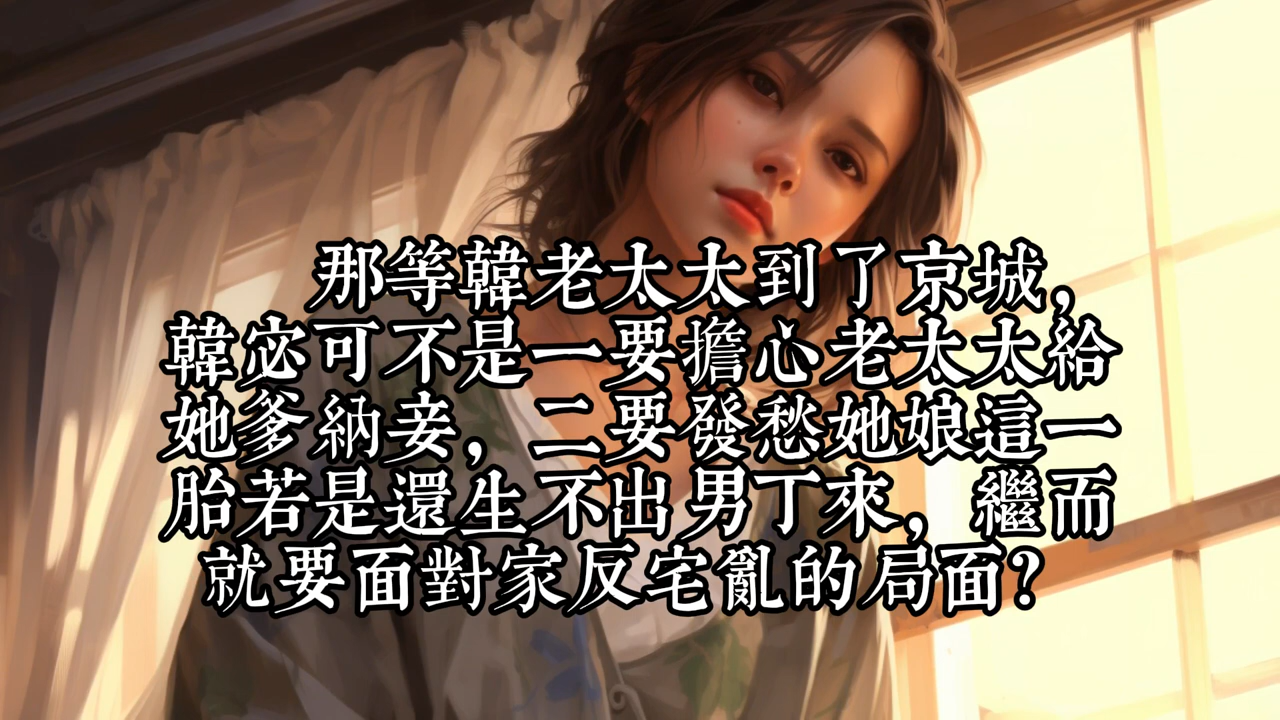 那等韓老太太到了京城，
韓宓可不是一要擔心老太太給
她爹納妾，二要發愁她娘這一
胎若是還生不出男丁來，繼而
就要面對家反宅亂的局面？